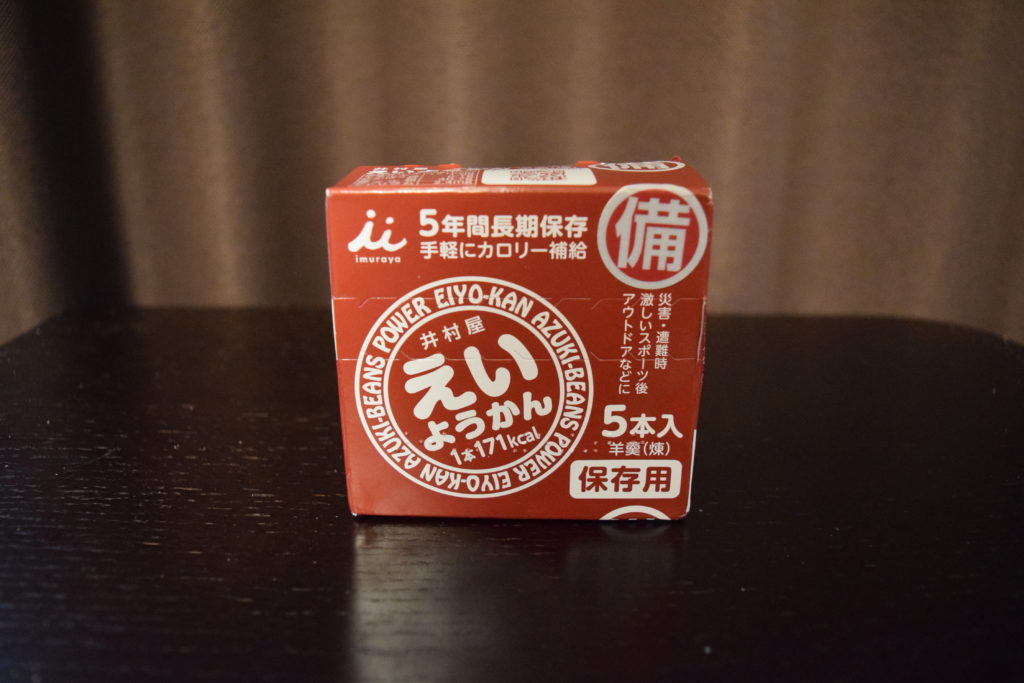 imuraya
5年間長期保存
手軽にカロリー補給
備
災害・遭難時
激しいスポーツ後
アウトドアなどに
POWER EIYO-KAN AZUKI-BEANS POWER EIYO-KAN AZUKI-BEANS
井村屋
えい
ようかん
1本171kcal
5本入
羊羹(煉)
保存用